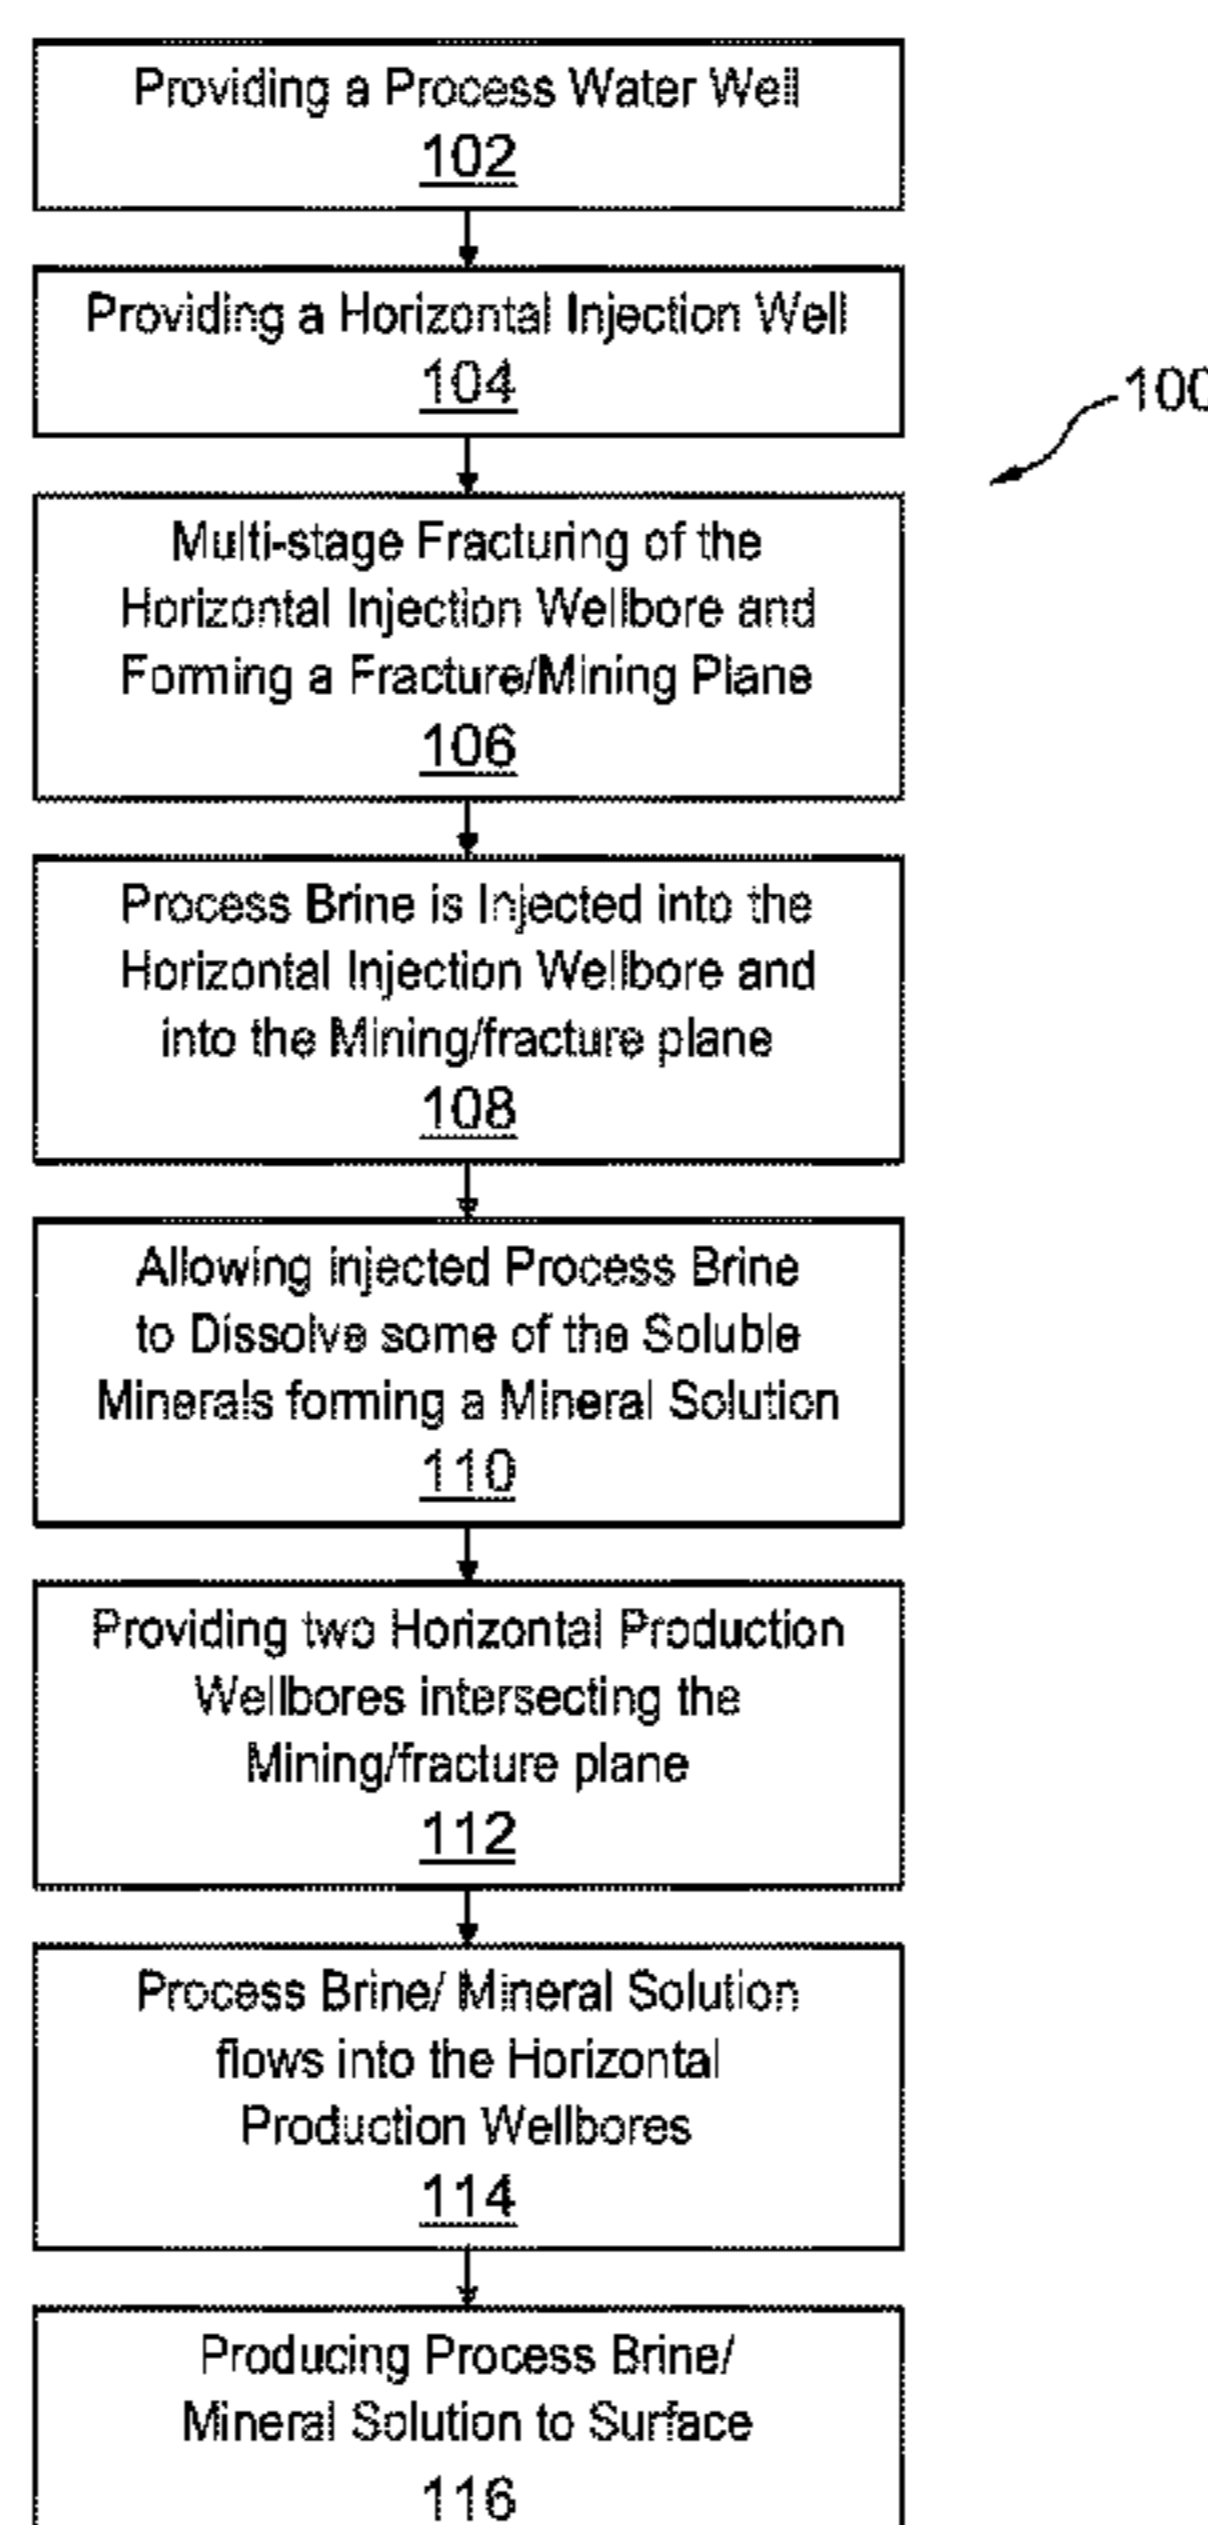 Providing a Process Water Well
102
Providing a Horizontal Injection Well
104
100
Multi-stage Fracturing of the
Horizontal Injection Wellbore and
Forming a Fracture/Mining Plane
106
Process Brine is Injected into the
Horizontal Injection Wellbore and
into the Mining/fracture plane
108
Allowing injected Process Brine
to Dissolve some of the Soluble
Minerals forming a Mineral Solution
110
Providing two Horizontal Production
Wellbores intersecting the
Mining/fracture plane
112
Process Brine/ Mineral Solution
flows into the Horizontal
Production Wellbores
114
Producing Process Brine/
Mineral Solution to Surface
116